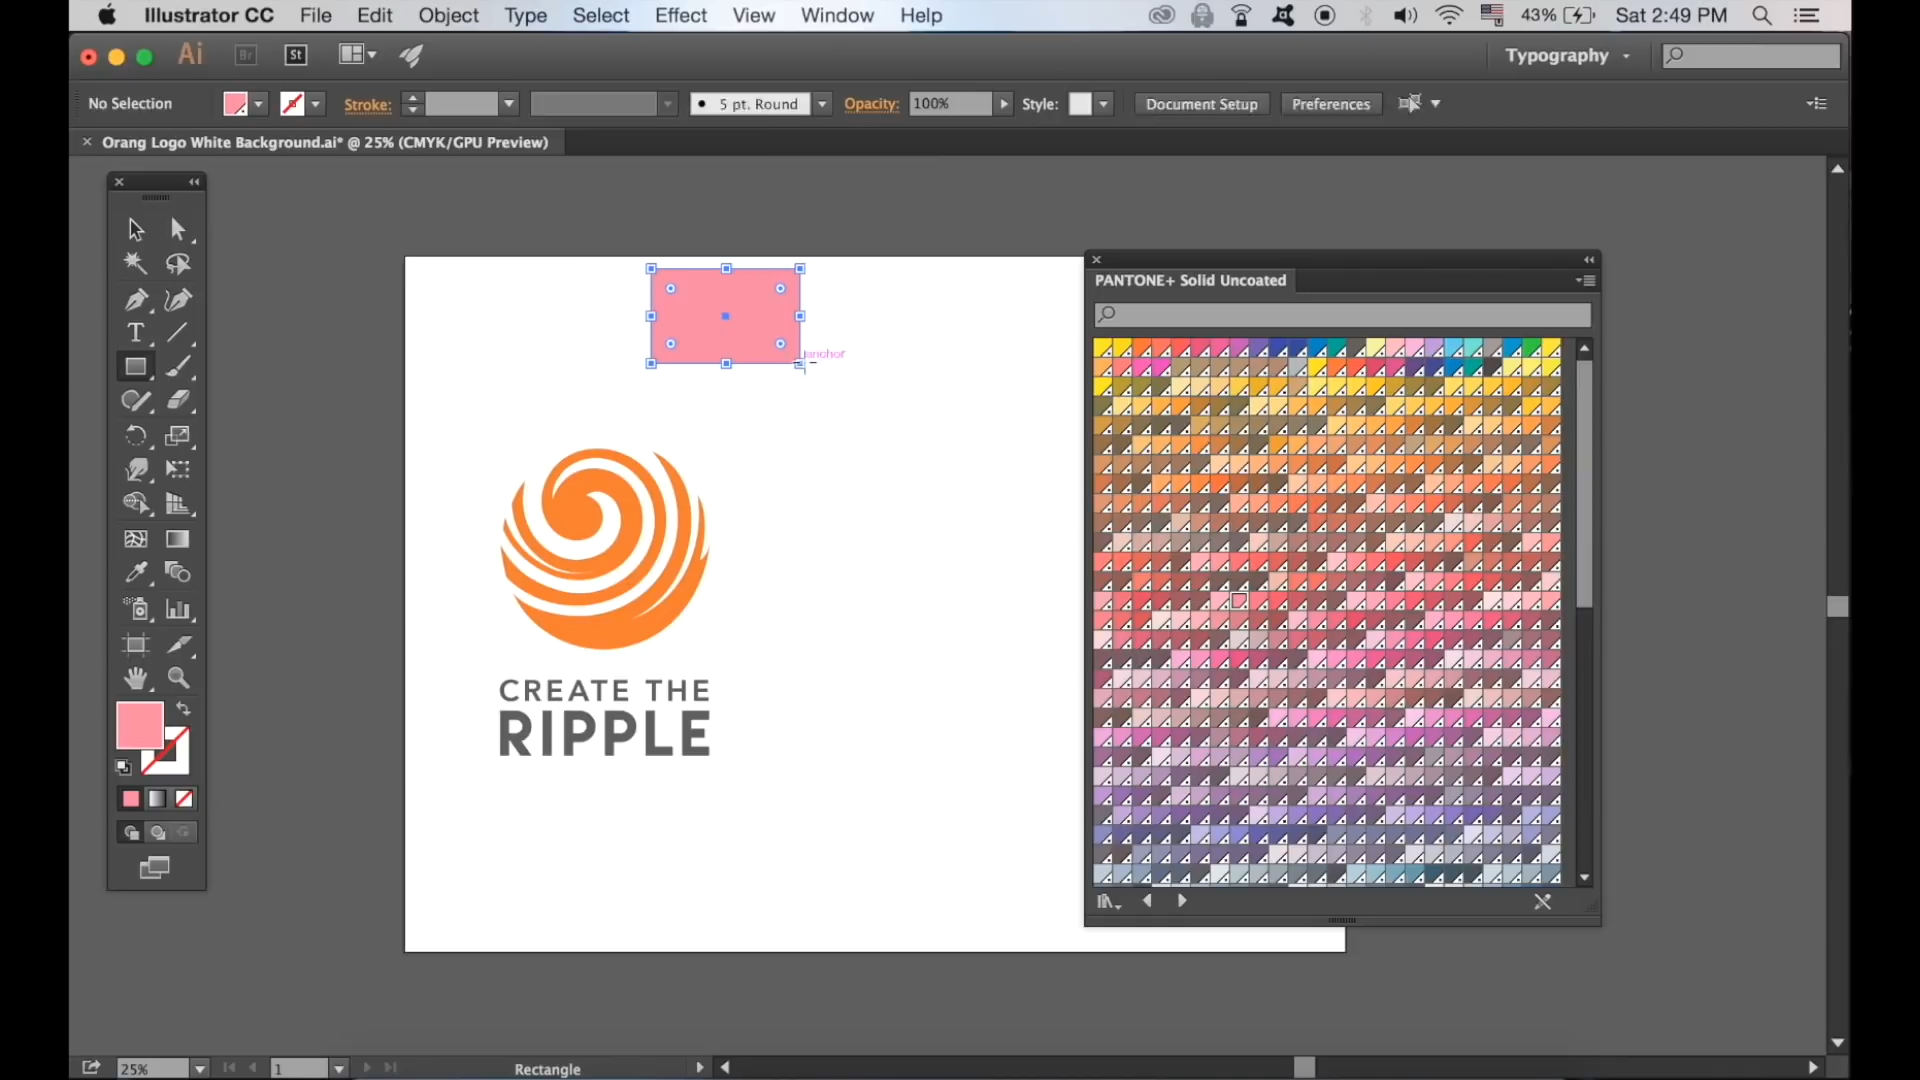 Illustrator CC File Edit Object Type Select Effect View Window Help 43% Sat 2:49 PM
Ai Br St Typography
No Selection Stroke: 5 pt. Round Opacity: 100% Style: Document Setup Preferences
Orang Logo White Background.ai* @ 25% (CMYK/GPU Preview)
PANTONE+ Solid Uncoated
anchor
CREATE THE
RIPPLE
25% 1 Rectangle